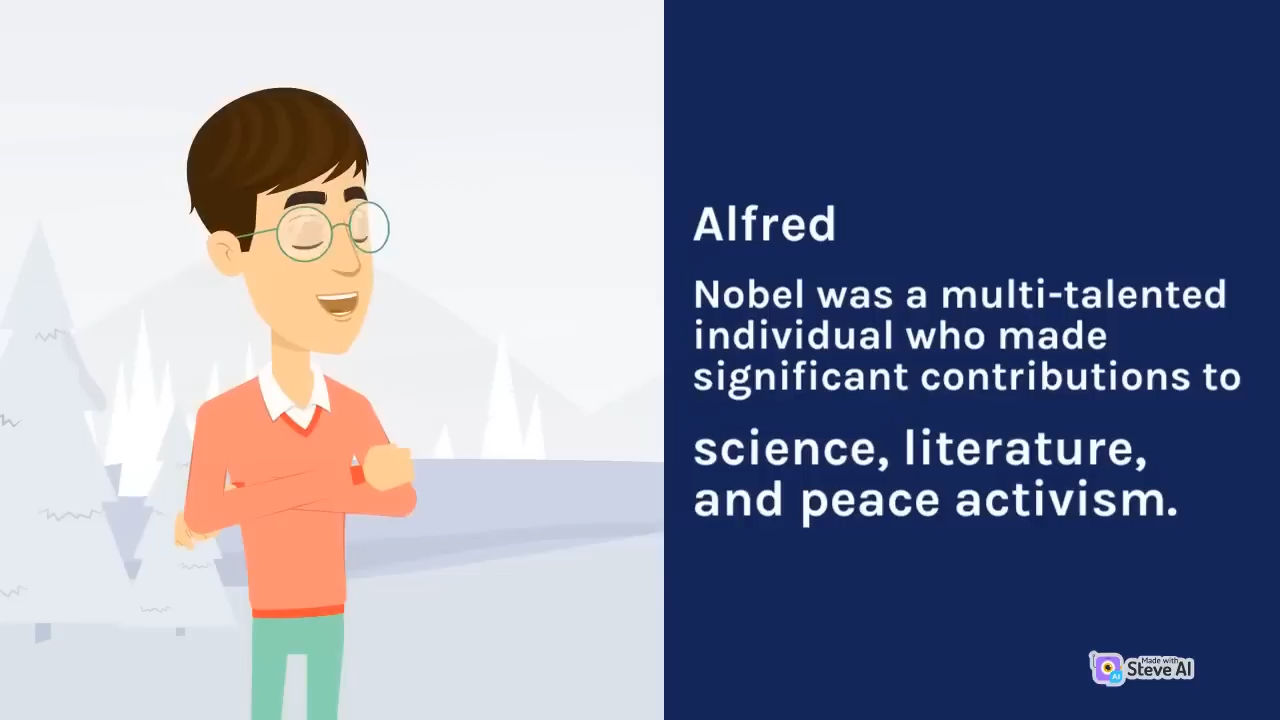 Alfred
Nobel was a multi-talented
individual who made
significant contributions to
science, literature,
and peace activism.
Made with
Steve AI
AI